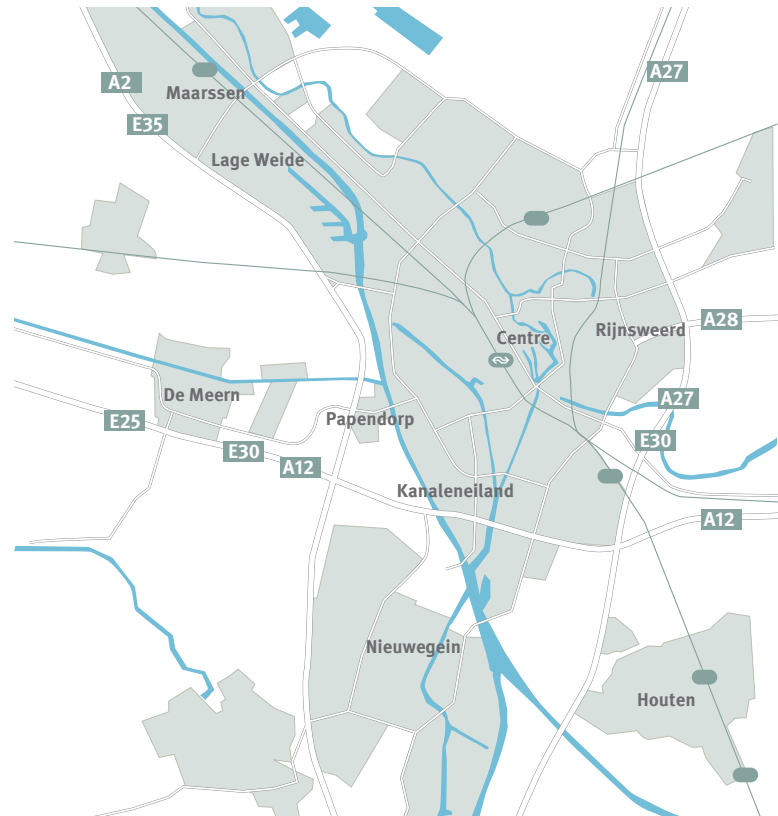 A27
A2
Maarssen
E35
Lage Weide
A28
Rijnsweerd
Centre
De Meern
A27
Papendorp
E25
E30
E30
A12
Kanaleneiland
A12
Nieuwegein
Houten